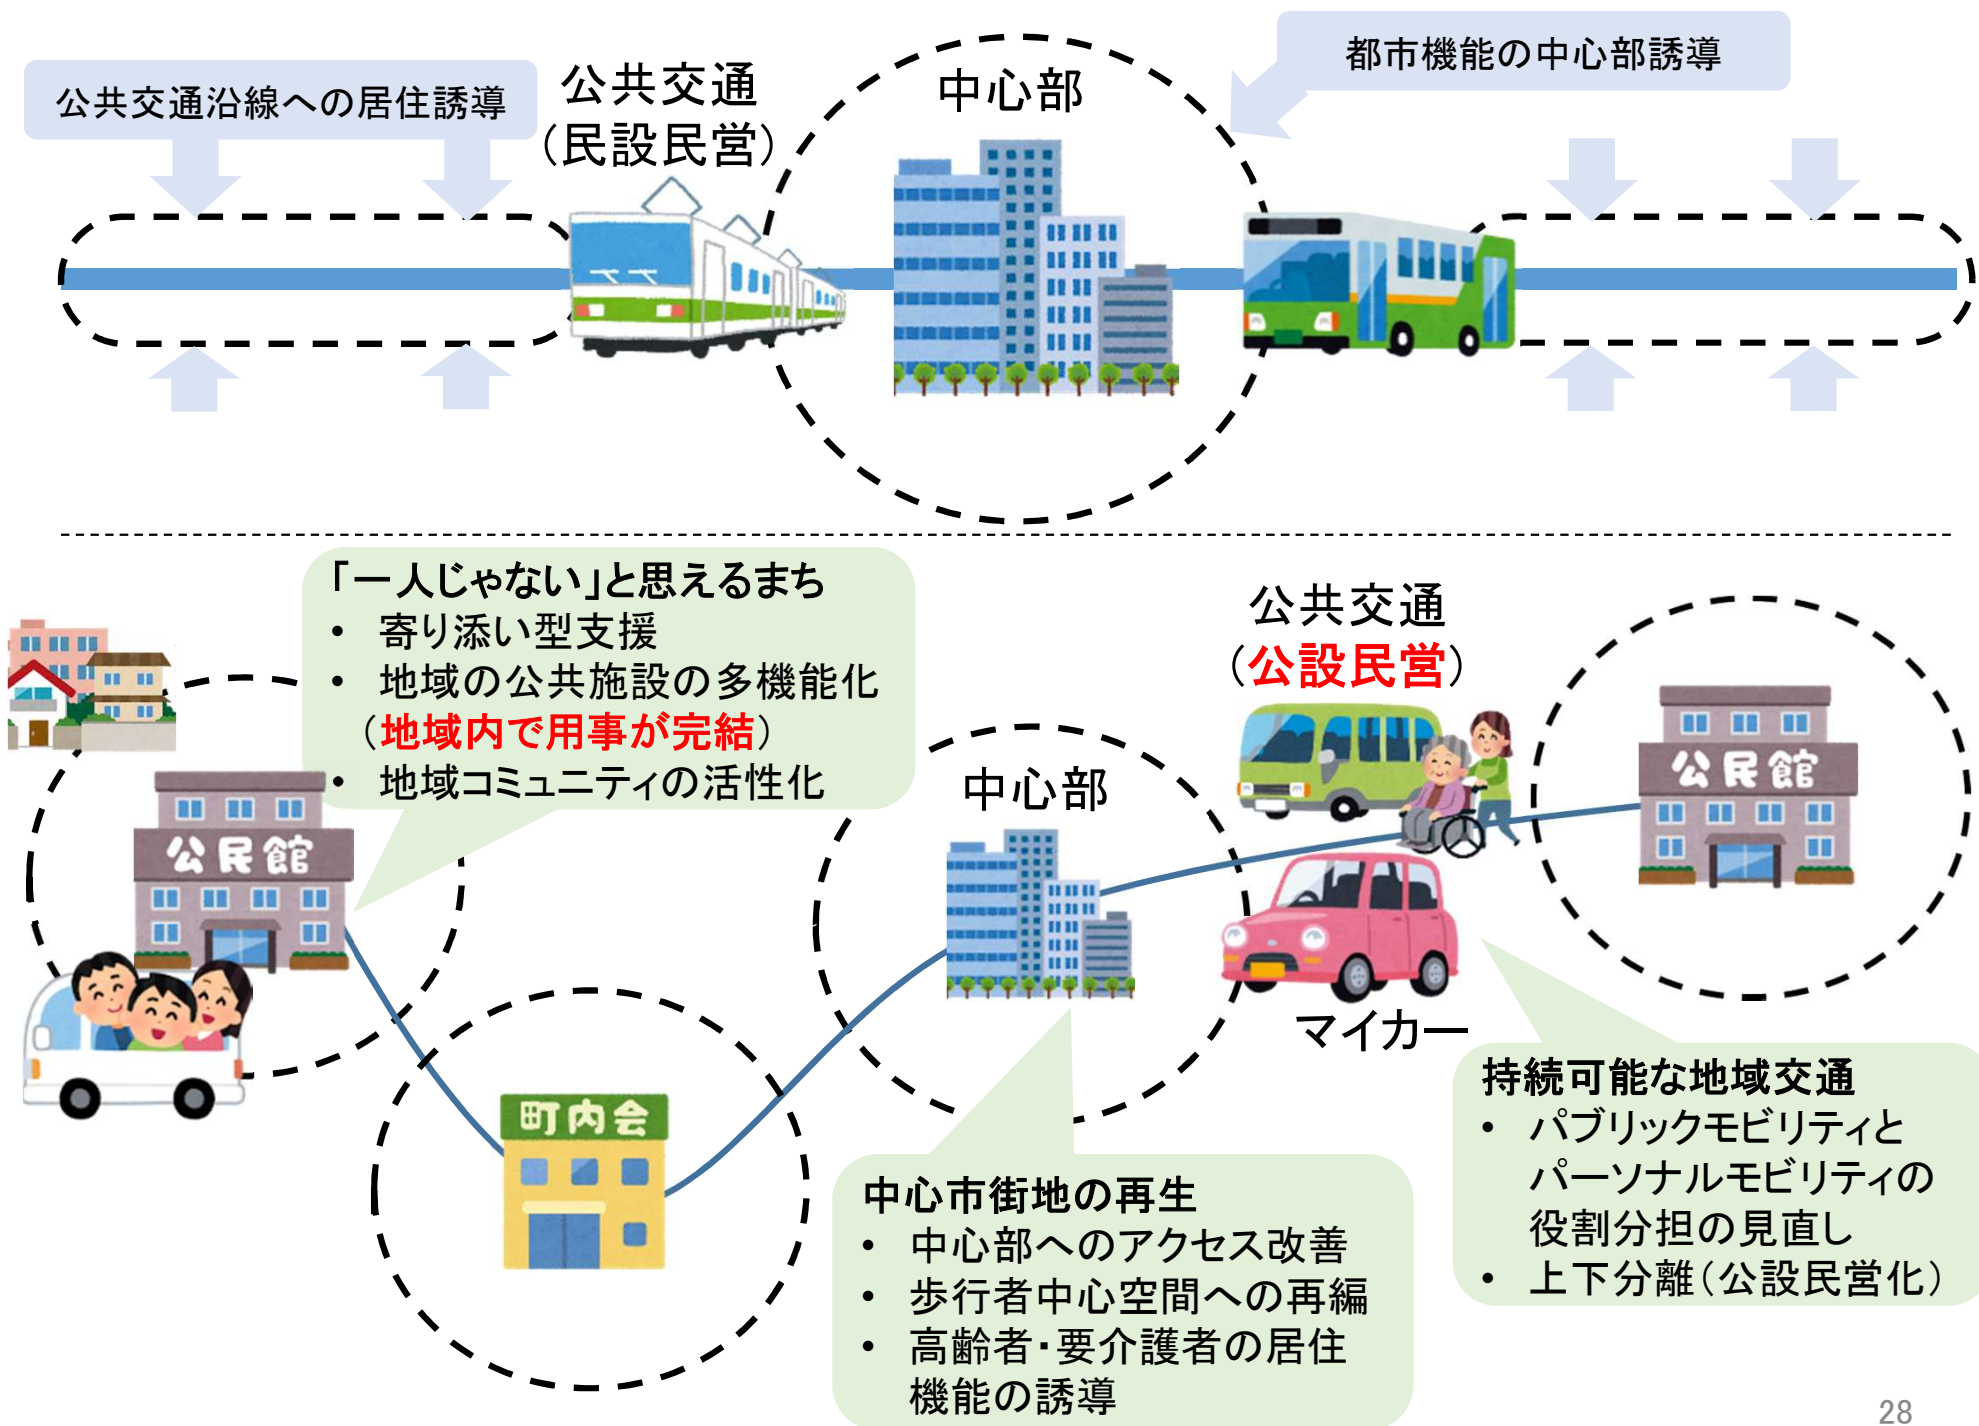 公共交通沿線への居住誘導
公共交通
（民設民営）
中心部
都市機能の中心部誘導
「一人じゃない」と思えるまち
• 寄り添い型支援
• 地域の公共施設の多機能化
（地域内で用事が完結）
• 地域コミュニティの活性化
公民館
町内会
中心部
公共交通
（公設民営）
公民館
マイカー
中心市街地の再生
• 中心部へのアクセス改善
• 歩行者中心空間への再編
• 高齢者・要介護者の居住
機能の誘導
持続可能な地域交通
• パブリックモビリティと
パーソナルモビリティの
役割分担の見直し
• 上下分離（公設民営化）
28